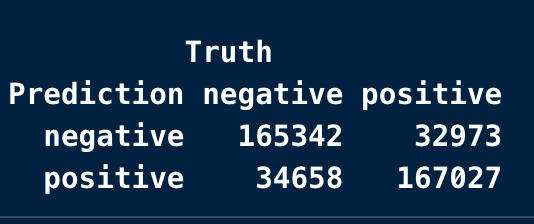 Truth
Prediction negative positive
negative 165342 32973
positive 34658 167027